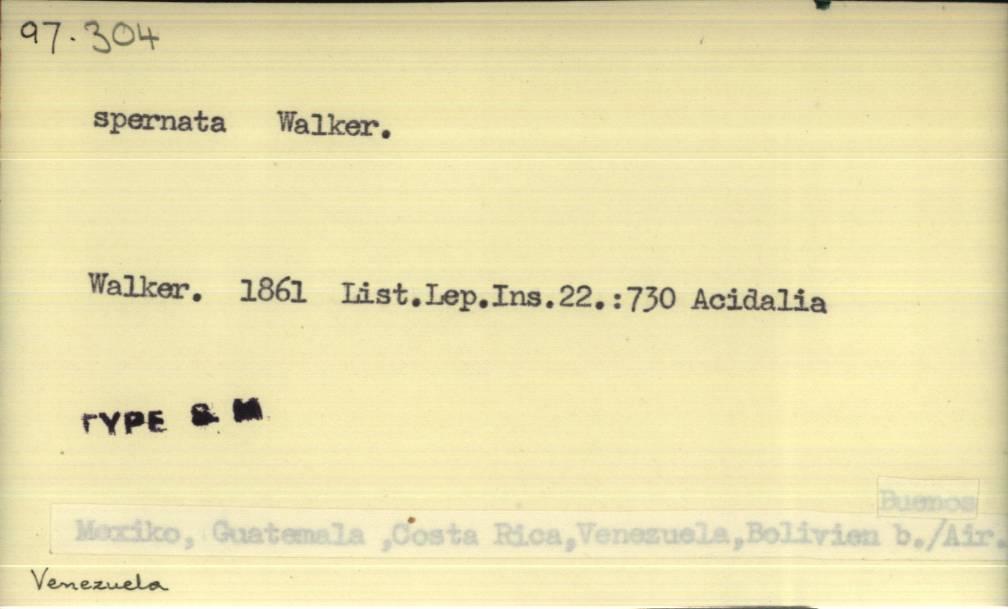 97.304
spernata Walker.
Walker. 1861 List.Lep.Ins.22.:730 Acidalia
TYPE B M
Buenos
Mexiko, Guatemala ,Costa Rica,Venezuela,Bolivien b./Air.
Venezuela